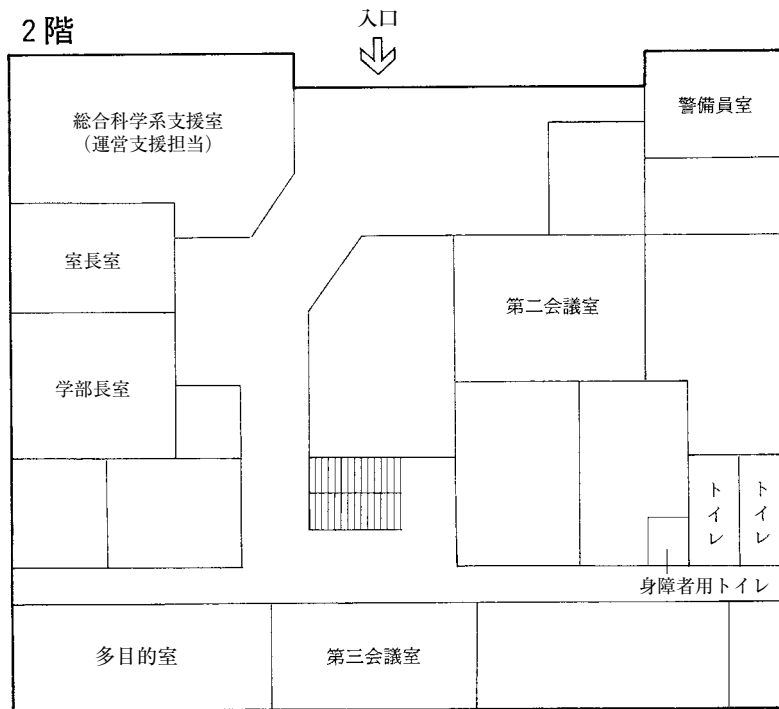 2階
入口
総合科学系支援室
(運営支援担当)
警備員室
室長室
第二会議室
学部長室
トイレ
トイレ
身障者用トイレ
多目的室
第三会議室